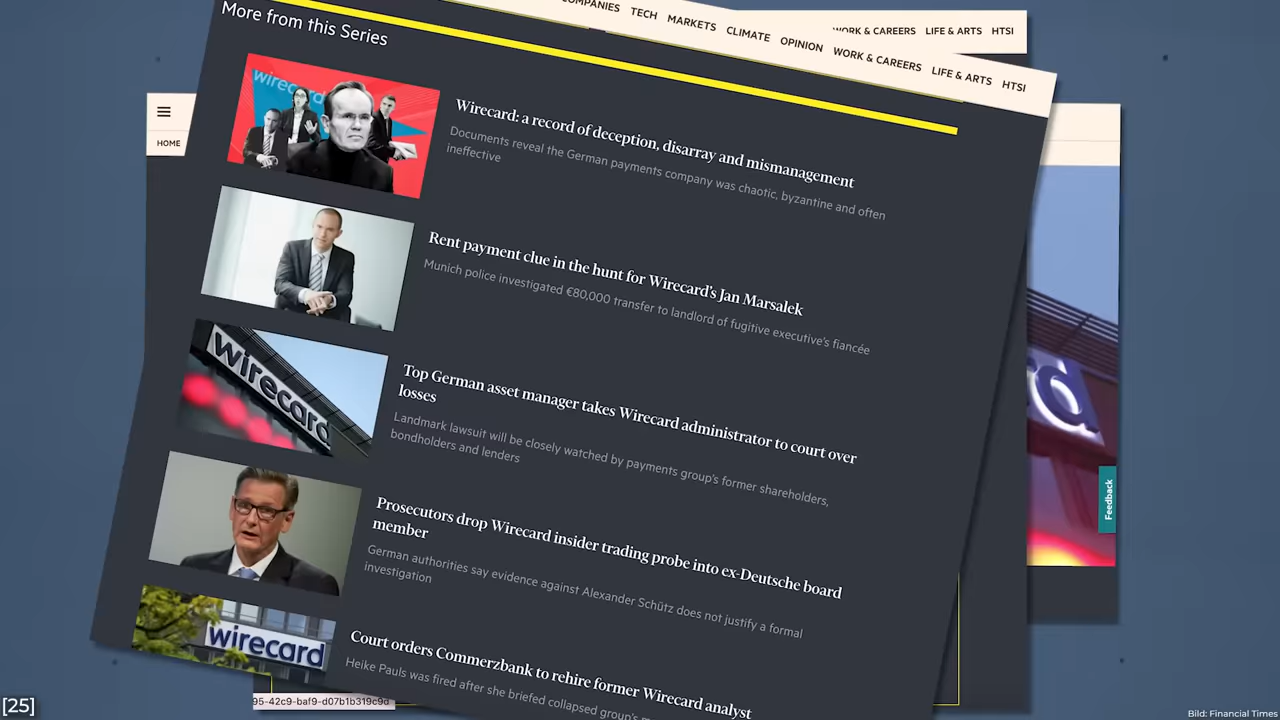 COMPANIES TECH MARKETS CLIMATE OPINION WORK & CAREERS LIFE & ARTS HTSI
WORK & CAREERS LIFE & ARTS HTSI
HOME
More from this Series
wirecard
Wirecard: a record of deception, disarray and mismanagement
Documents reveal the German payments company was chaotic, byzantine and often
ineffective
Rent payment clue in the hunt for Wirecard's Jan Marsalek
Munich police investigated €80,000 transfer to landlord of fugitive executive's fiancée
wirecard
Top German asset manager takes Wirecard administrator to court over
losses
Landmark lawsuit will be closely watched by payments group's former shareholders,
bondholders and lenders
Feedback
Prosecutors drop Wirecard insider trading probe into ex-Deutsche board
member
German authorities say evidence against Alexander Schütz does not justify a formal
investigation
wirecard
Court orders Commerzbank to rehire former Wirecard analyst
Heike Pauls was fired after she briefed collapsed group's
95-42c9-baf9-d07b1b319c9d
[25]
Bild: Financial Times